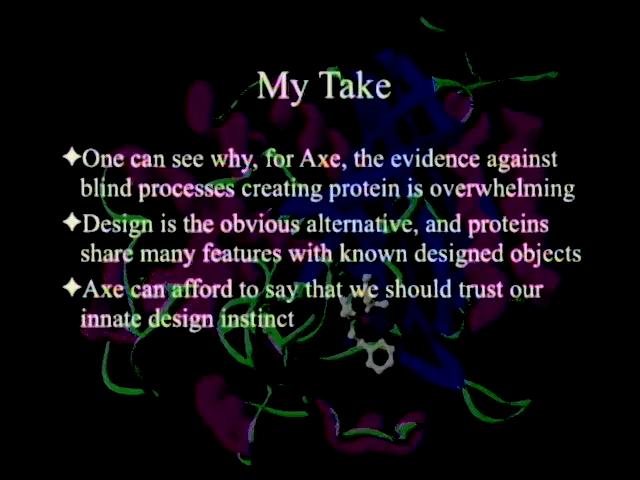 My Take
✦One can see why, for Axe, the evidence against
blind processes creating protein is overwhelming
✦Design is the obvious alternative, and proteins
share many features with known designed objects
✦Axe can afford to say that we should trust our
innate design instinct